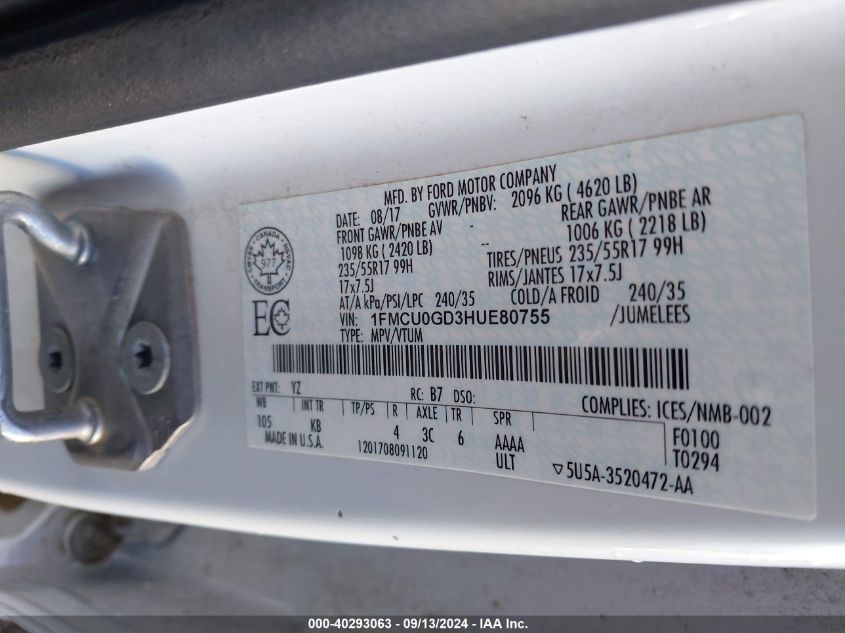 MFD. BY FORD MOTOR COMPANY
DATE: 08/17 GVWR/PNBV: 2096 KG ( 4620 LB)
FRONT GAWR/PNBE AV REAR GAWR/PNBE AR
1098 KG ( 2420 LB) -- 1006 KG ( 2218 LB)
235/55R17 99H TIRES/PNEUS 235/55R17 99H
17x7.5J RIMS/JANTES 17x7.5J
AT/A kPa/PSI/LPC 240/35 COLD/A FROID 240/35
VIN: 1FMCU0GD3HUE80755 /JUMELEES
TYPE: MPV/VTUM
CANADA
977
TRANSPORT
EC
EXT PNT: YZ RC: B7 DSO:
WB INT TR TP/PS R AXLE TR SPR
105 KB 4 3C 6 AAAA
MADE IN U.S.A. 1201708091120 ULT
COMPLIES: ICES/NMB-002
F0100
T0294
▽5U5A-3520472-AA
000-40293063 - 09/13/2024 - IAA Inc.